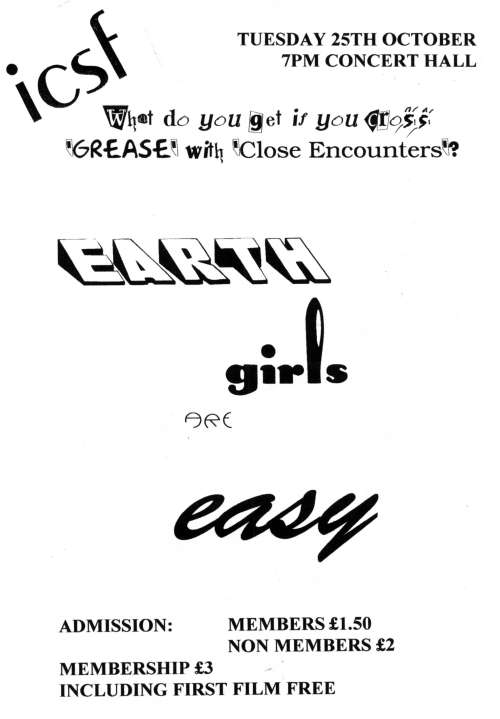 icsf
TUESDAY 25TH OCTOBER
7PM CONCERT HALL
What do you get if you cross
'GREASE' with 'Close Encounters'?
EARTH
girls
ARE
easy
ADMISSION: MEMBERS £1.50
NON MEMBERS £2
MEMBERSHIP £3
INCLUDING FIRST FILM FREE